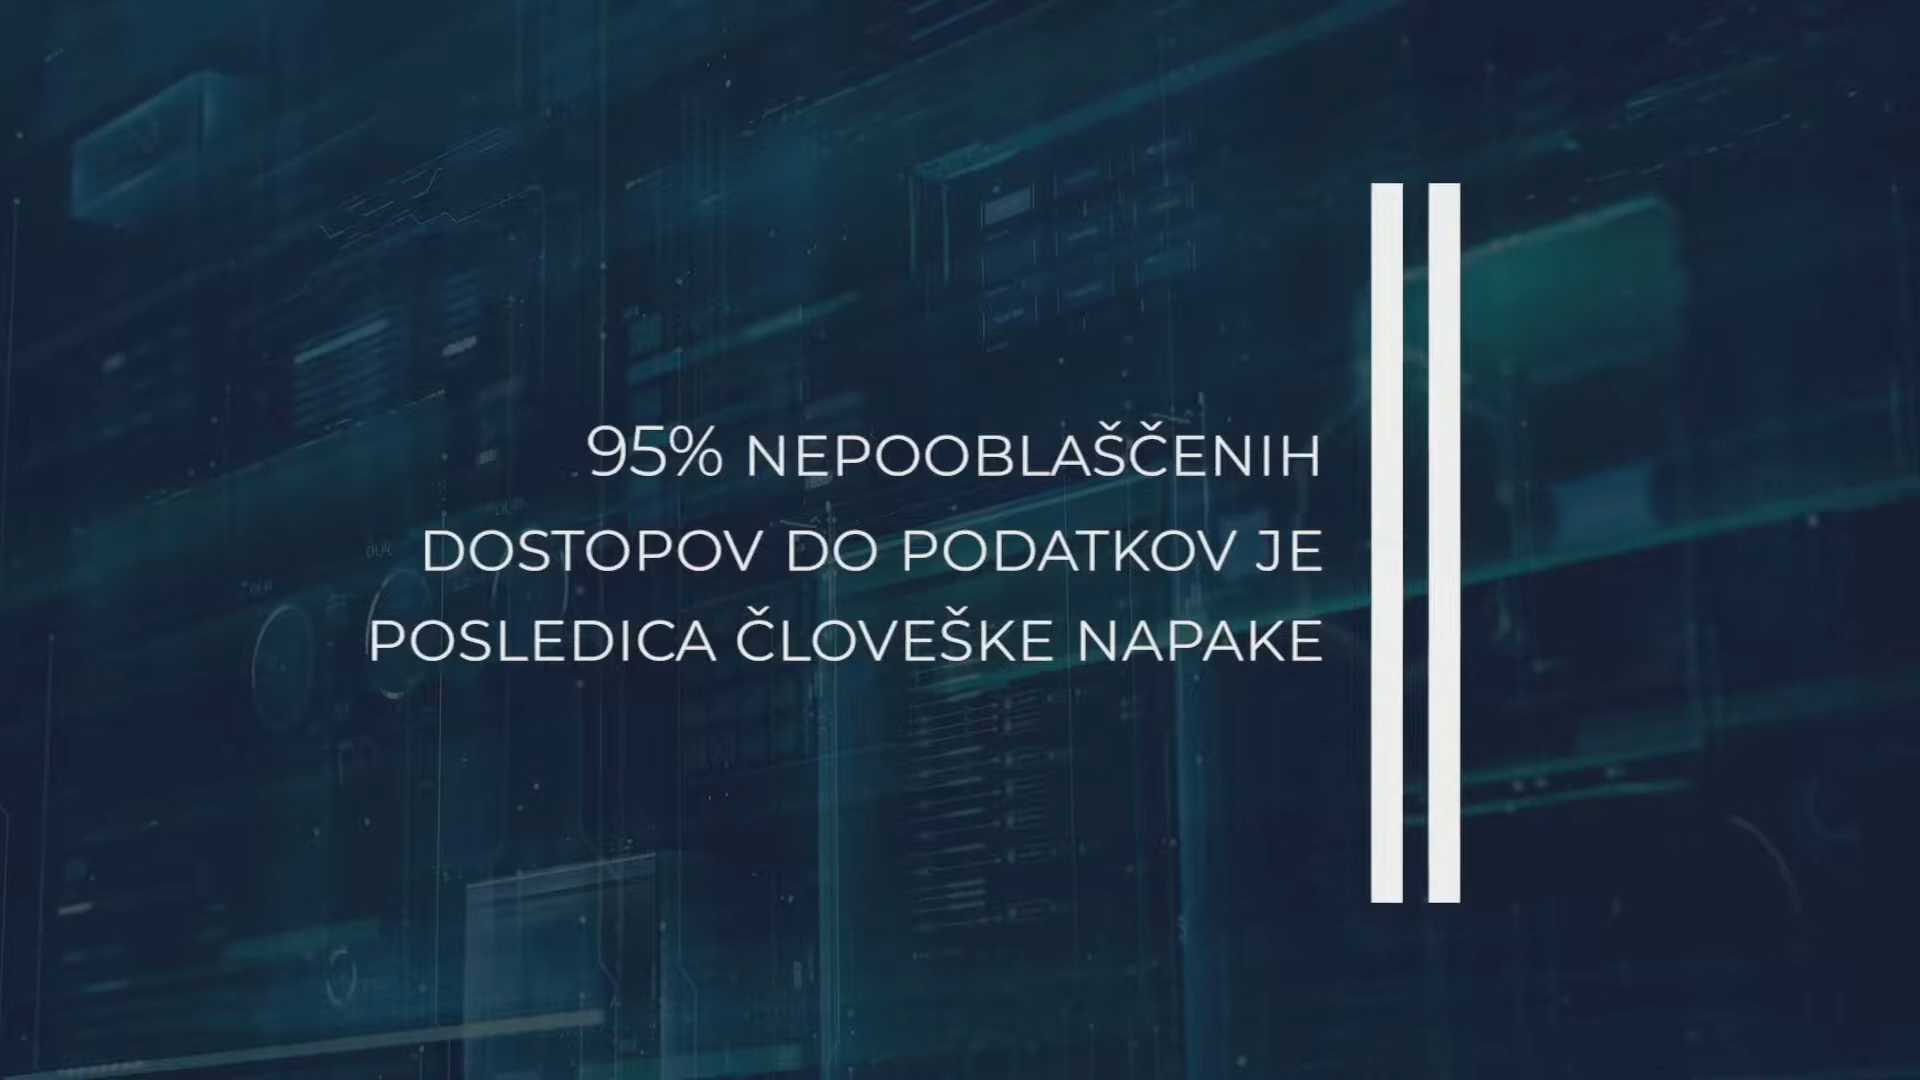 95% NEPOOBLAŠČENIH
DOSTOPOV DO PODATKOV JE
POSLEDICA ČLOVEŠKE NAPAKE